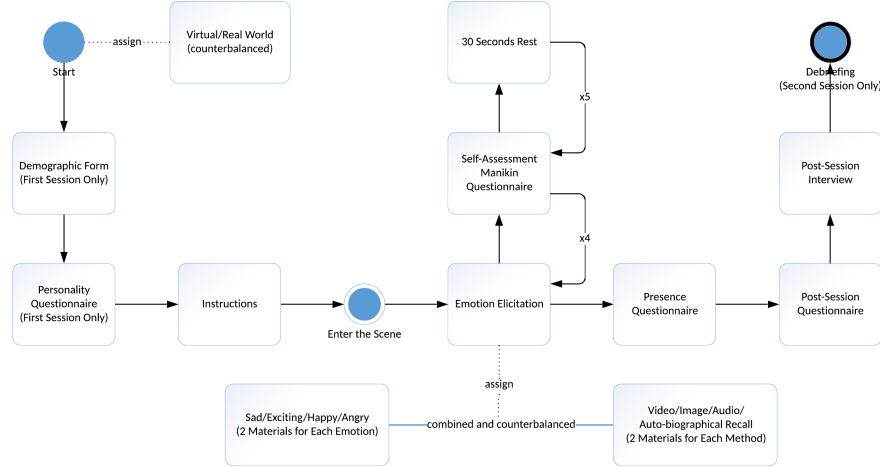 Start
assign
Virtual/Real World
(counterbalanced)
30 Seconds Rest
x5
Debriefing
(Second Session Only)
Demographic Form
(First Session Only)
Self-Assessment
Manikin
Questionnaire
Post-Session
Interview
x4
Personality
Questionnaire
(First Session Only)
Instructions
Enter the Scene
Emotion Elicitation
Presence
Questionnaire
Post-Session
Questionnaire
assign
Sad/Exciting/Happy/Angry
(2 Materials for Each Emotion)
combined and counterbalanced
Video/Image/Audio/
Auto-biographical Recall
(2 Materials for Each Method)